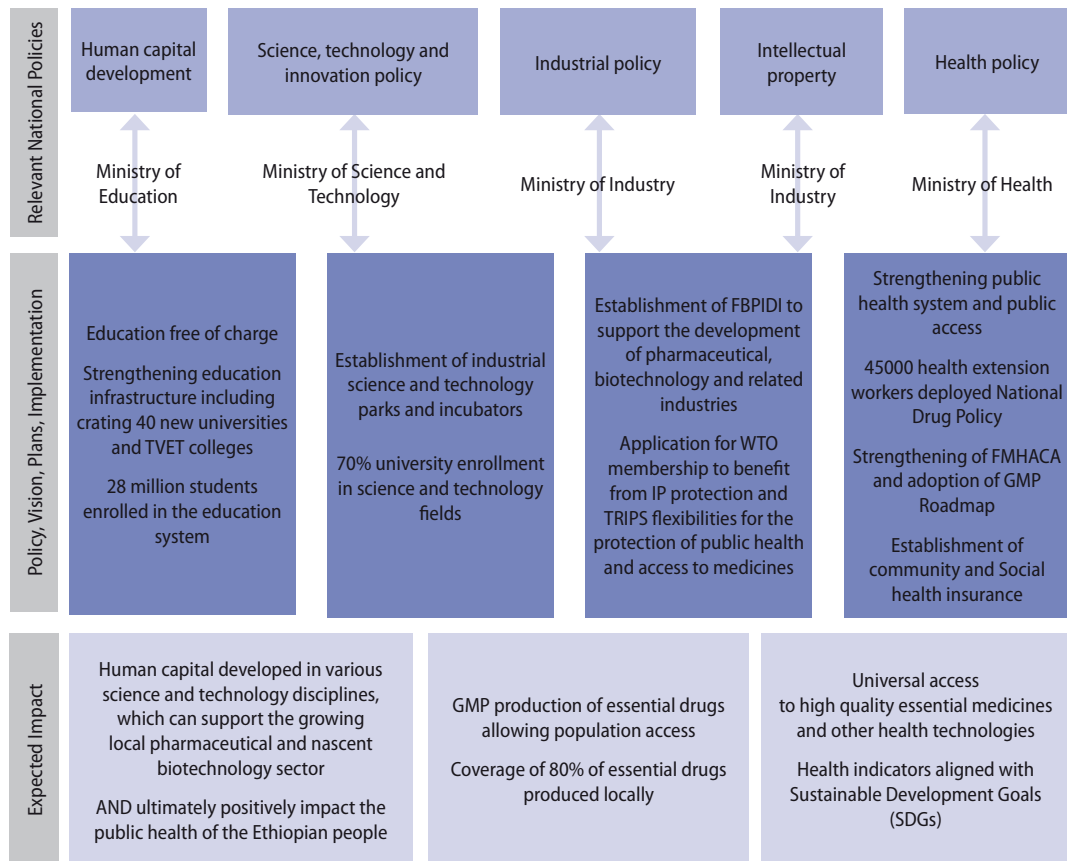 Relevant National Policies
Human capital
development
Science, technology and
innovation policy
Industrial policy
Intellectual
property
Health policy
Ministry of
Education
Ministry of Science and
Technology
Ministry of Industry
Ministry of
Industry
Ministry of Health
Policy, Vision, Plans, Implementation
Education free of charge
Strengthening education
infrastructure including
crating 40 new universities
and TVET colleges
28 million students
enrolled in the education
system
Establishment of industrial
science and technology
parks and incubators
70% university enrollment
in science and technology
fields
Establishment of FBPIDI to
support the development
of pharmaceutical,
biotechnology and related
industries
Application for WTO
membership to benefit
from IP protection and
TRIPS flexibilities for the
protection of public health
and access to medicines
Strengthening public
health system and public
access
45000 health extension
workers deployed National
Drug Policy
Strengthening of FMHACA
and adoption of GMP
Roadmap
Establishment of
community and Social
health insurance
Expected Impact
Human capital developed in various
science and technology disciplines,
which can support the growing
local pharmaceutical and nascent
biotechnology sector
AND ultimately positively impact the
public health of the Ethiopian people
GMP production of essential drugs
allowing population access
Coverage of 80% of essential drugs
produced locally
Universal access
to high quality essential medicines
and other health technologies
Health indicators aligned with
Sustainable Development Goals
(SDGs)